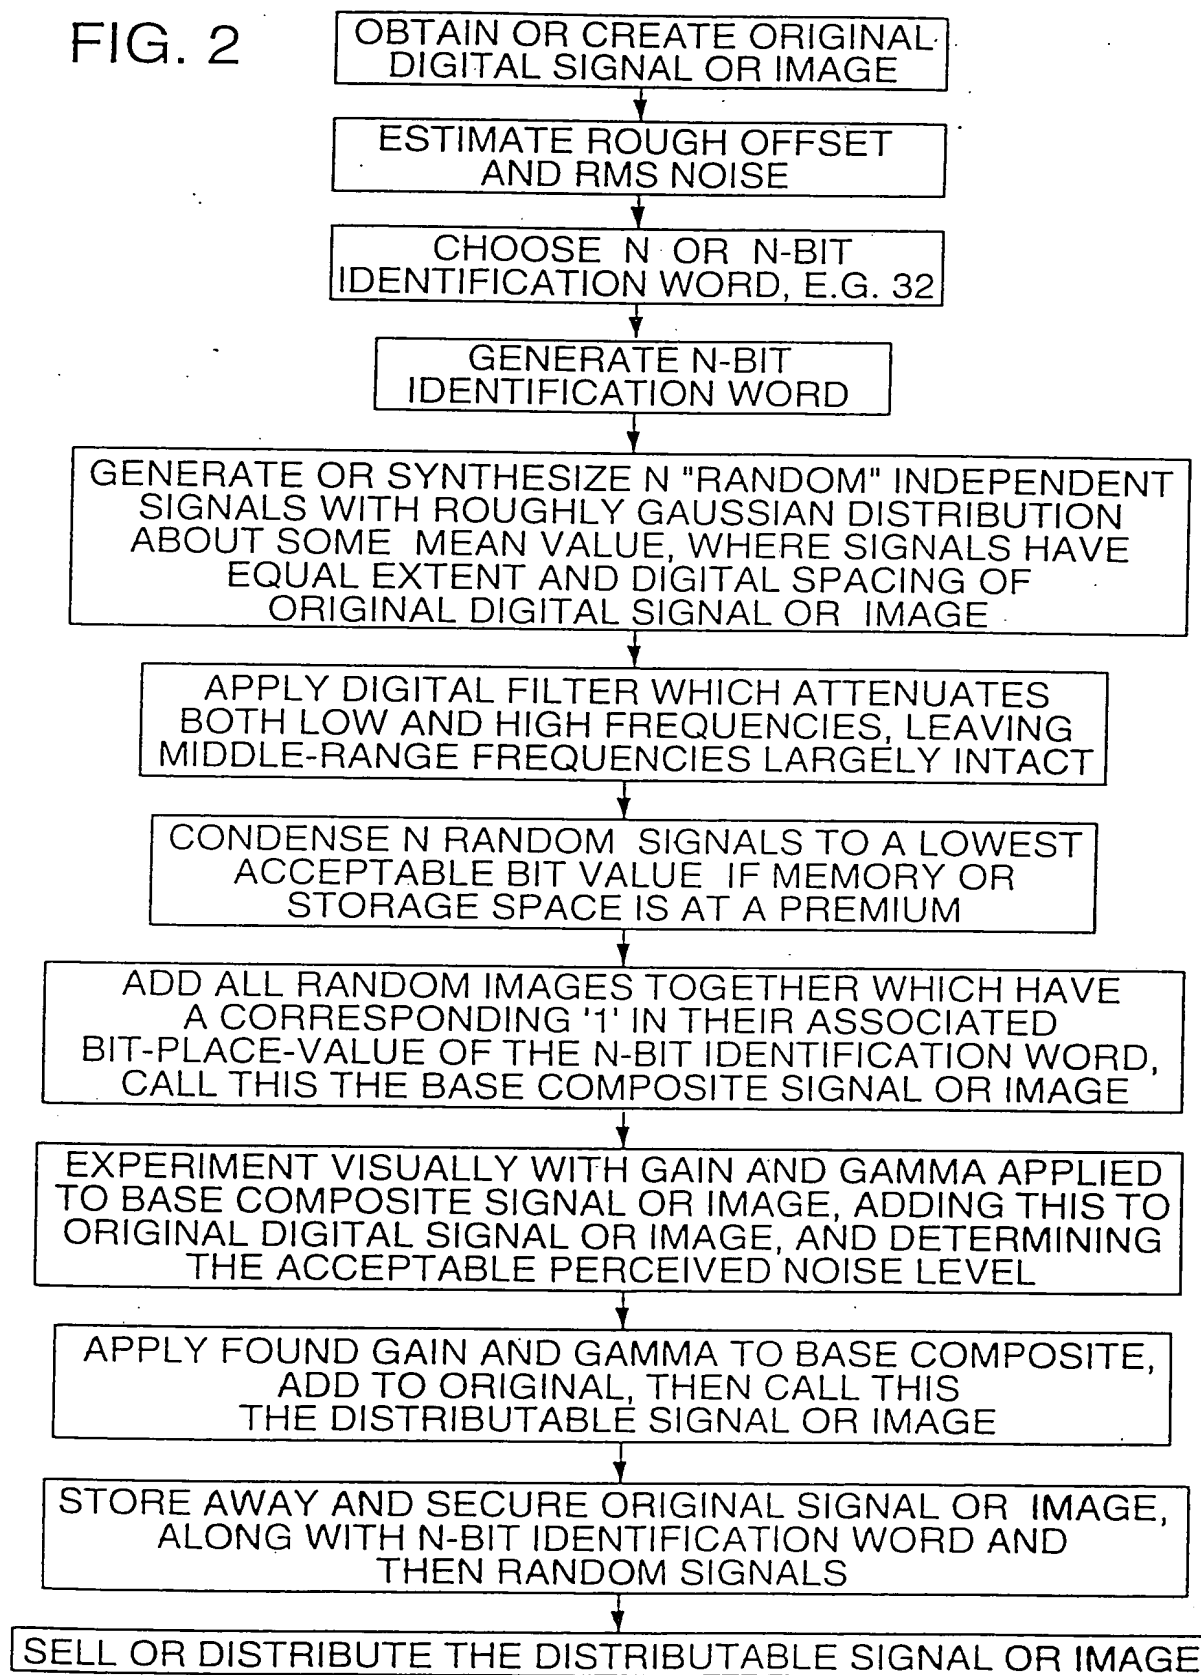 FIG. 2
OBTAIN OR CREATE ORIGINAL
DIGITAL SIGNAL OR IMAGE
ESTIMATE ROUGH OFFSET
AND RMS NOISE
CHOOSE N OR N-BIT
IDENTIFICATION WORD, E.G. 32
GENERATE N-BIT
IDENTIFICATION WORD
GENERATE OR SYNTHESIZE N "RANDOM" INDEPENDENT
SIGNALS WITH ROUGHLY GAUSSIAN DISTRIBUTION
ABOUT SOME MEAN VALUE, WHERE SIGNALS HAVE
EQUAL EXTENT AND DIGITAL SPACING OF
ORIGINAL DIGITAL SIGNAL OR IMAGE
APPLY DIGITAL FILTER WHICH ATTENUATES
BOTH LOW AND HIGH FREQUENCIES, LEAVING
MIDDLE-RANGE FREQUENCIES LARGELY INTACT
CONDENSE N RANDOM SIGNALS TO A LOWEST
ACCEPTABLE BIT VALUE IF MEMORY OR
STORAGE SPACE IS AT A PREMIUM
ADD ALL RANDOM IMAGES TOGETHER WHICH HAVE
A CORRESPONDING '1' IN THEIR ASSOCIATED
BIT-PLACE-VALUE OF THE N-BIT IDENTIFICATION WORD,
CALL THIS THE BASE COMPOSITE SIGNAL OR IMAGE
EXPERIMENT VISUALLY WITH GAIN AND GAMMA APPLIED
TO BASE COMPOSITE SIGNAL OR IMAGE, ADDING THIS TO
ORIGINAL DIGITAL SIGNAL OR IMAGE, AND DETERMINING
THE ACCEPTABLE PERCEIVED NOISE LEVEL
APPLY FOUND GAIN AND GAMMA TO BASE COMPOSITE,
ADD TO ORIGINAL, THEN CALL THIS
THE DISTRIBUTABLE SIGNAL OR IMAGE
STORE AWAY AND SECURE ORIGINAL SIGNAL OR IMAGE,
ALONG WITH N-BIT IDENTIFICATION WORD AND
THEN RANDOM SIGNALS
SELL OR DISTRIBUTE THE DISTRIBUTABLE SIGNAL OR IMAGE